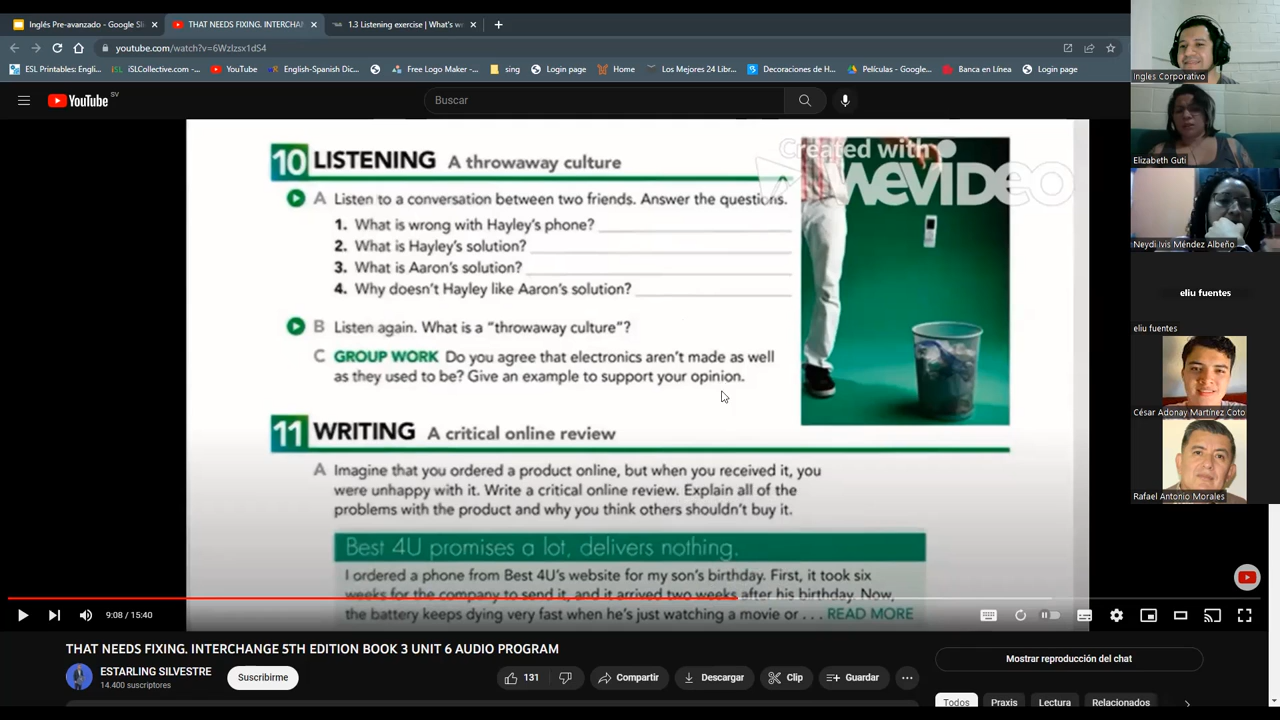 Inglés Pre-avanzado - Google Sli
THAT NEEDS FIXING. INTERCHAN
1.3 Listening exercise | What's w
youtube.com/watch?v=6WzIzsx1dS4
ESL Printables: Engli...
iSLCollective.com -...
YouTube
English-Spanish Dic...
Free Logo Maker -...
sing
Login page
Home
Los Mejores 24 Libr...
Decoraciones de H...
Películas - Google...
Banca en Línea
Login page
YouTube SV
Buscar
Created with
WEVIDEO
10 LISTENING A throwaway culture
A Listen to a conversation between two friends. Answer the questions.
1. What is wrong with Hayley's phone?
2. What is Hayley's solution?
3. What is Aaron's solution?
4. Why doesn't Hayley like Aaron's solution?
B Listen again. What is a "throwaway culture"?
C GROUP WORK Do you agree that electronics aren't made as well
as they used to be? Give an example to support your opinion.
11 WRITING A critical online review
A Imagine that you ordered a product online, but when you received it, you
were unhappy with it. Write a critical online review. Explain all of the
problems with the product and why you think others shouldn't buy it.
Best 4U promises a lot, delivers nothing.
I ordered a phone from Best 4U's website for my son's birthday. First, it took six
weeks for the company to send it, and it arrived two weeks after his birthday. Now,
the battery keeps dying very fast when he's just watching a movie or . . . READ MORE
9:08 / 15:40
THAT NEEDS FIXING. INTERCHANGE 5TH EDITION BOOK 3 UNIT 6 AUDIO PROGRAM
ESTARLING SILVESTRE
14.400 suscriptores
Suscribirme
131
Compartir
Descargar
Clip
Guardar
Mostrar reproducción del chat
Todos
Praxis
Lectura
Relacionados
Ingles Corporativo
Elizabeth Guti
Neydi Ivis Méndez Albeño
eliu fuentes
eliu fuentes
César Adonay Martínez Coto
Rafael Antonio Morales